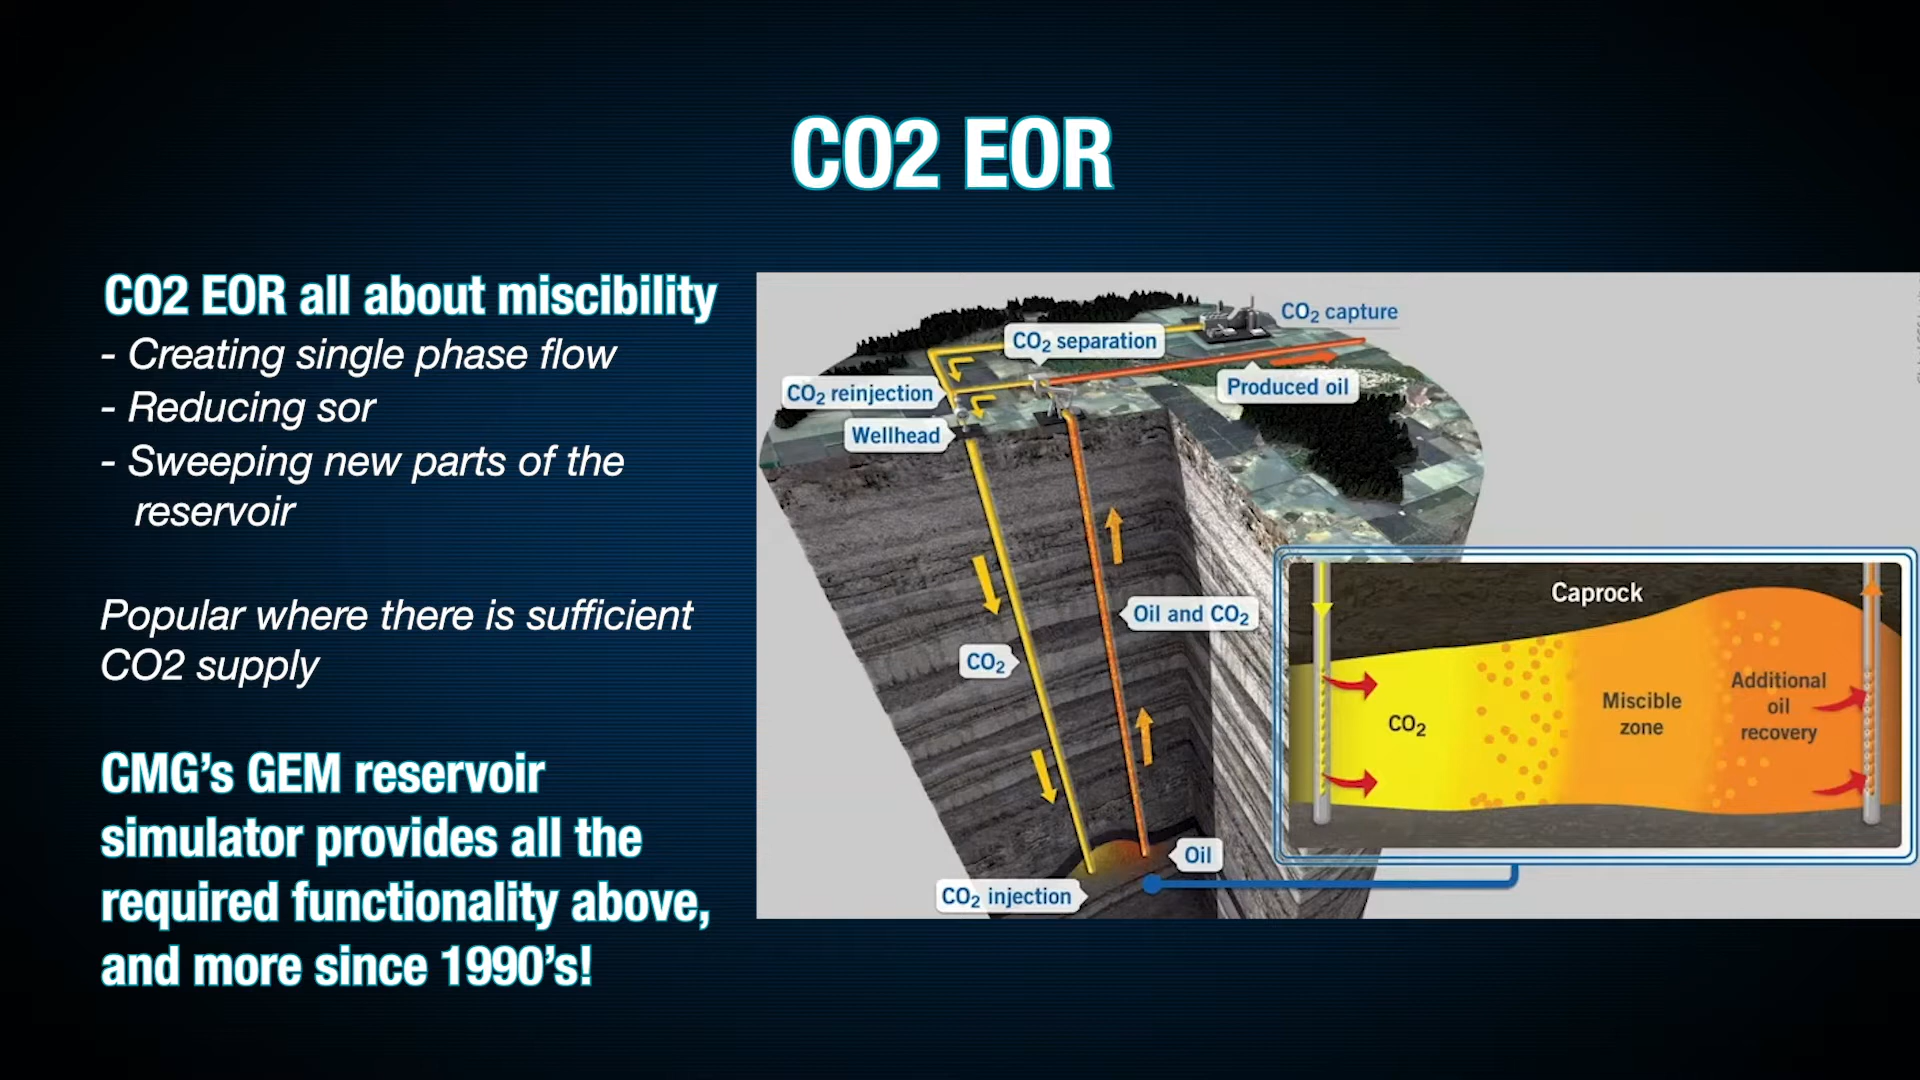 CO2 EOR
CO2 EOR all about miscibility
- Creating single phase flow
- Reducing sor
- Sweeping new parts of the
reservoir
Popular where there is sufficient
CO2 supply
CMG’s GEM reservoir
simulator provides all the
required functionality above,
and more since 1990’s!
CO₂ capture
CO₂ separation
CO₂ reinjection
Produced oil
Wellhead
Oil and CO₂
CO₂
Oil
CO₂ injection
Caprock
CO₂
Miscible
zone
Additional
oil
recovery